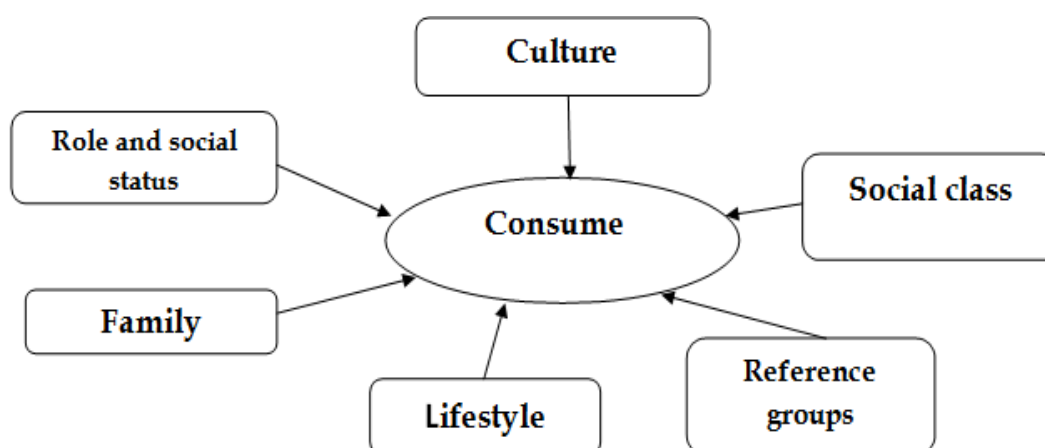 Culture
Role and social
status
Social class
Consume
Family
Reference
groups
Lifestyle